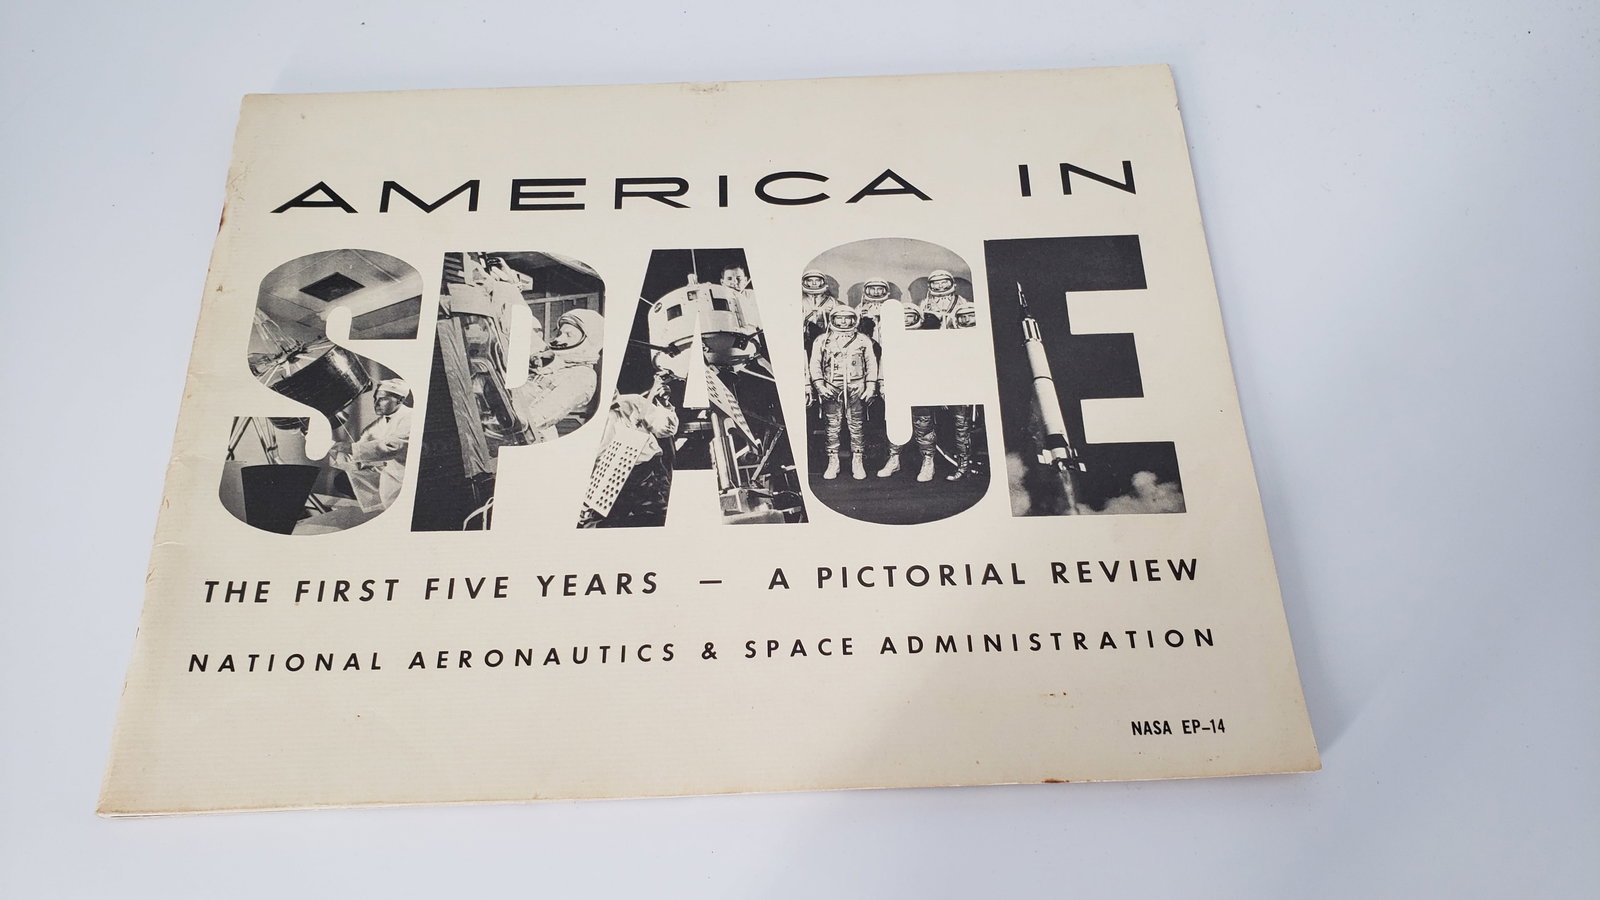 AMERICA IN
SPACE
THE FIRST FIVE YEARS – A PICTORIAL REVIEW
NATIONAL AERONAUTICS & SPACE ADMINISTRATION
NASA EP-14